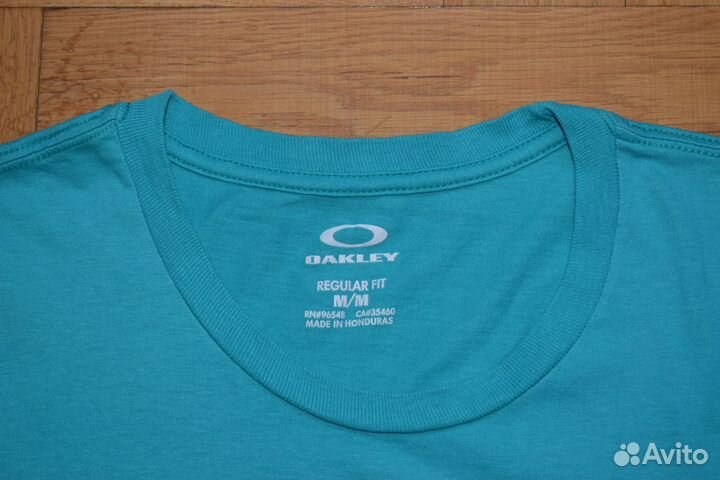 OAKLEY
REGULAR FIT
M/M
RN#96548 CA#35460
MADE IN HONDURAS
Avito